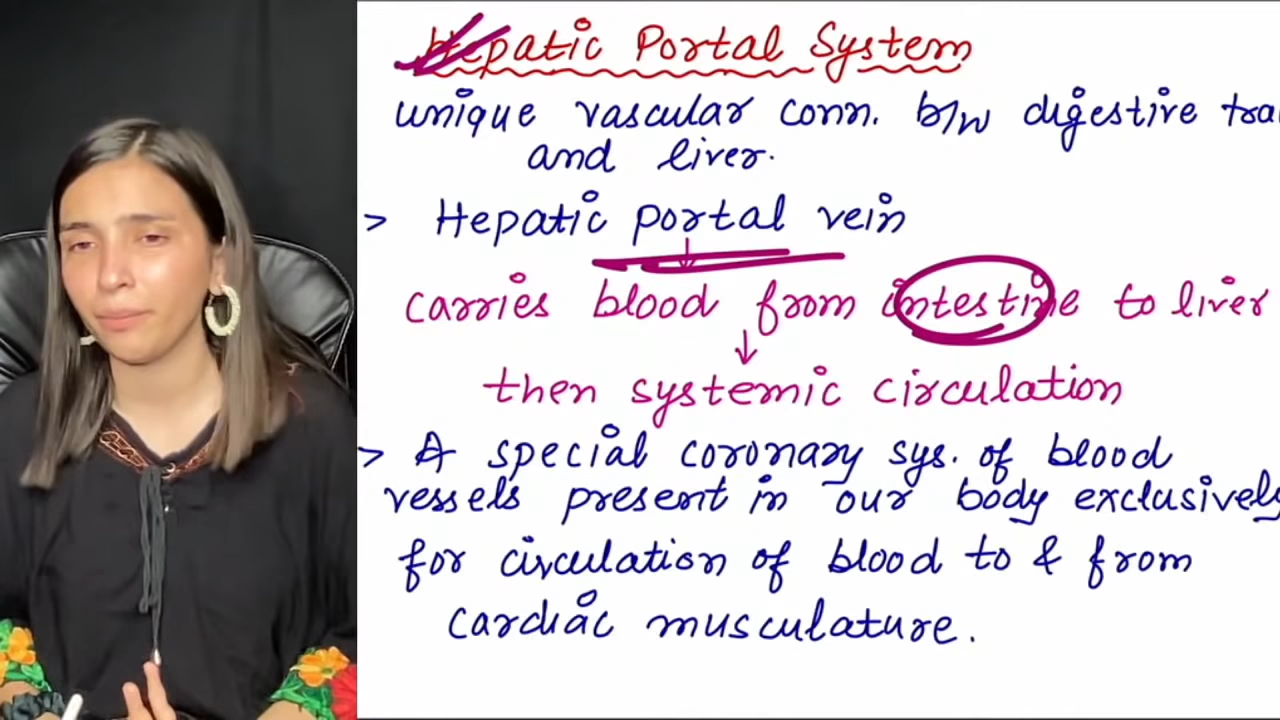 Hepatic Portal System
unique vascular conn. b/w digestive tra
and liver.
> Hepatic portal vein
carries blood from intestine to liver
then systemic circulation
> A special coronary sys. of blood
vessels present in our body exclusively
for circulation of blood to & from
cardiac musculature.